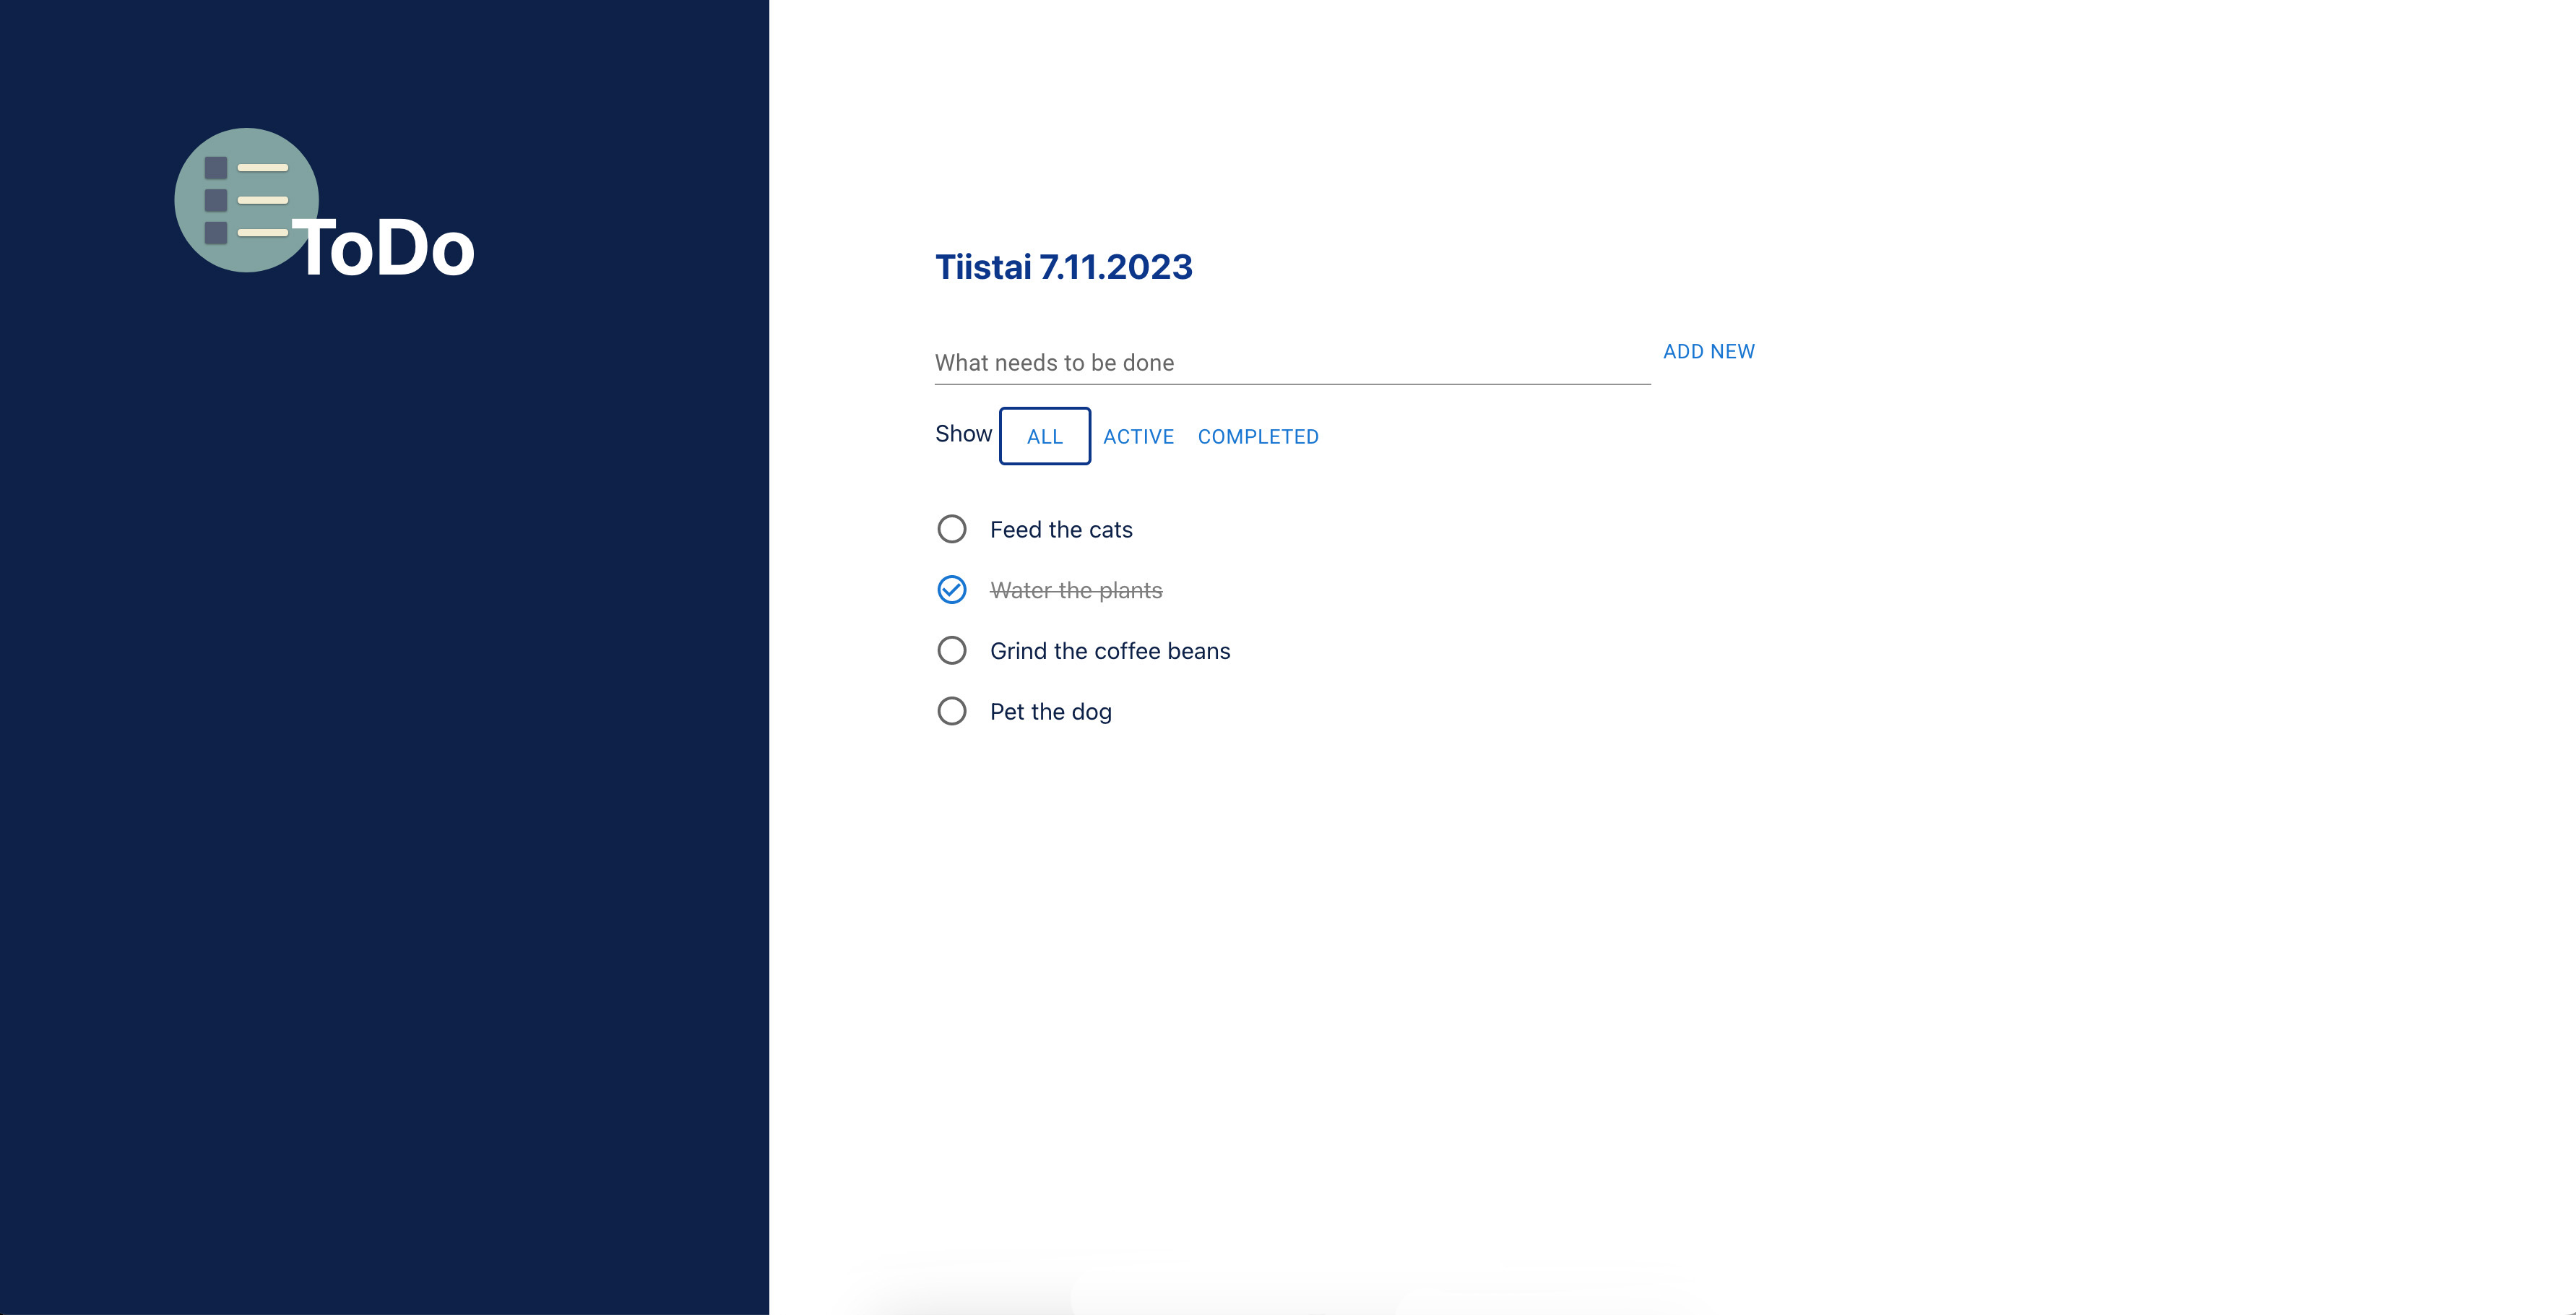 ToDo
Tiistai 7.11.2023
What needs to be done
ADD NEW
Show ALL ACTIVE COMPLETED
Feed the cats
Water the plants
Grind the coffee beans
Pet the dog